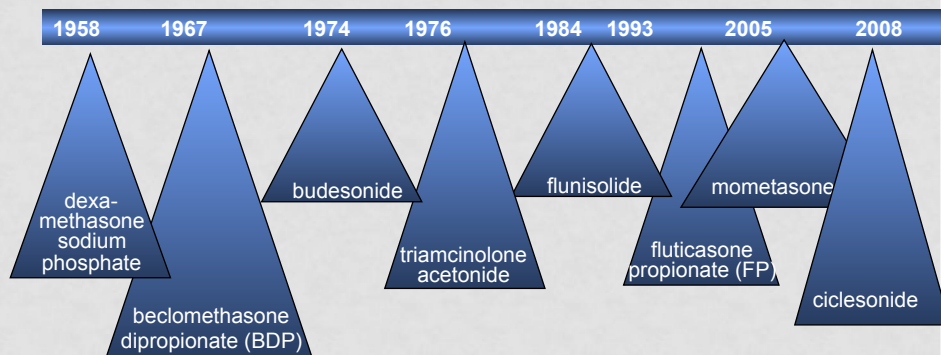 1958 1967 1974 1976 1984 1993 2005 2008
dexa-
methasone
sodium
phosphate
beclomethasone
dipropionate (BDP)
budesonide
triamcinolone
acetonide
flunisolide
fluticasone
propionate (FP)
mometasone
ciclesonide